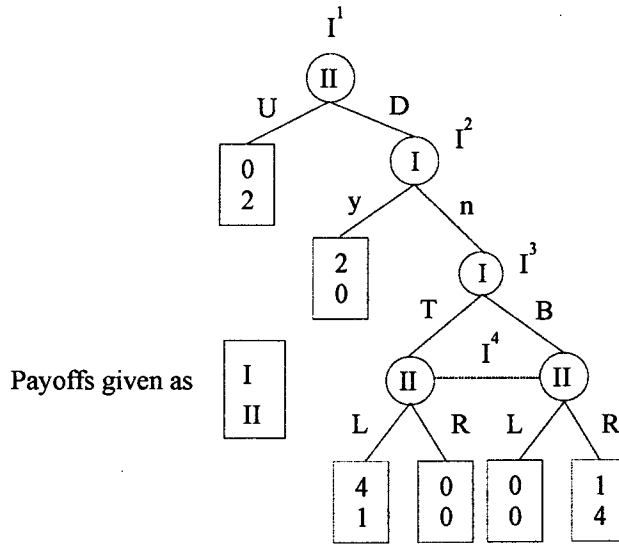 I¹
II
U D
I²
0
2
I
y n
2
0
I³
I
T B
I⁴
Payoffs given as
I
II
II II
L R L R
4 0 0 1
1 0 0 4